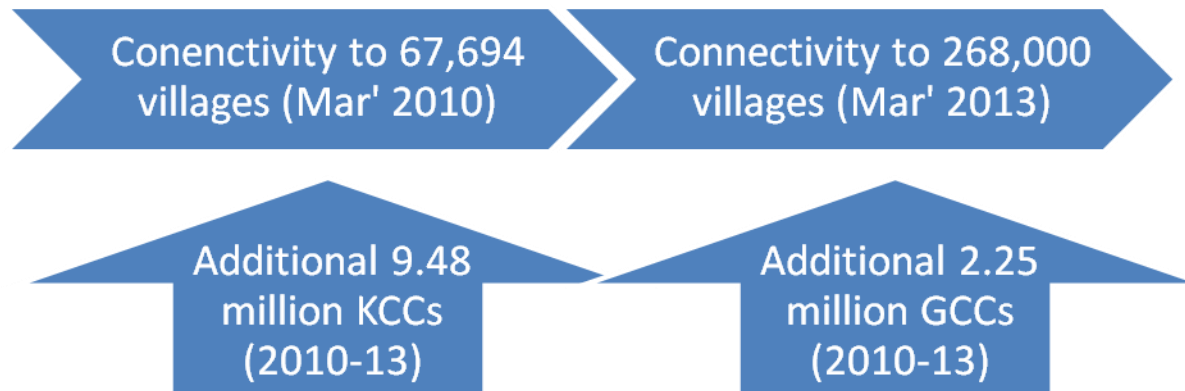 Conenctivity to 67,694
villages (Mar' 2010)
Connectivity to 268,000
villages (Mar' 2013)
Additional 9.48
million KCCs
(2010-13)
Additional 2.25
million GCCs
(2010-13)